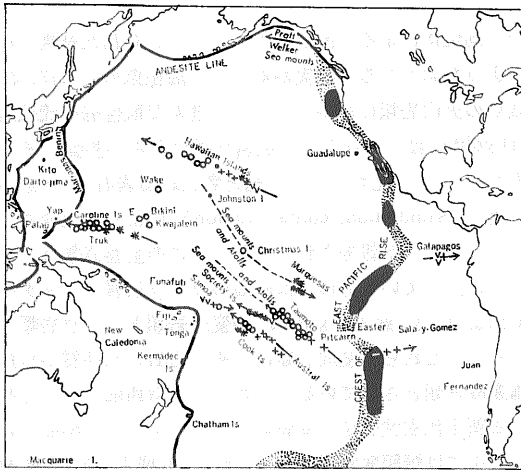 Pratt
Welker
Sea mounts
ANDESITE LINE
Bonins
Marianas
Kito
Daito jima
Hawaiian Islands
Guadalupe
Wake
Johnston I
Yap
Caroline Is
E
Bikini
Kwajalein
Palau
Truk
Sea mounts
and Atolls
Christmas I
Marquesas
Galapagos
EAST PACIFIC RISE
Sea mounts
and Atolls
Funafuti
Samoa
Society Is
Tuamotu
Fiji
Tonga
New
Caledonia
Cook Is
Austral Is
Pitcairn
Easter
Sala y-Gomez
Kermadec
Is
CREST OF
Juan
Fernandez
Chatham Is
Macquarie I.